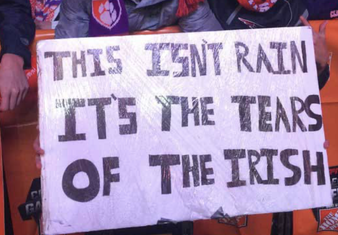 THIS ISN'T RAIN
IT'S THE TEARS
OF THE IRISH